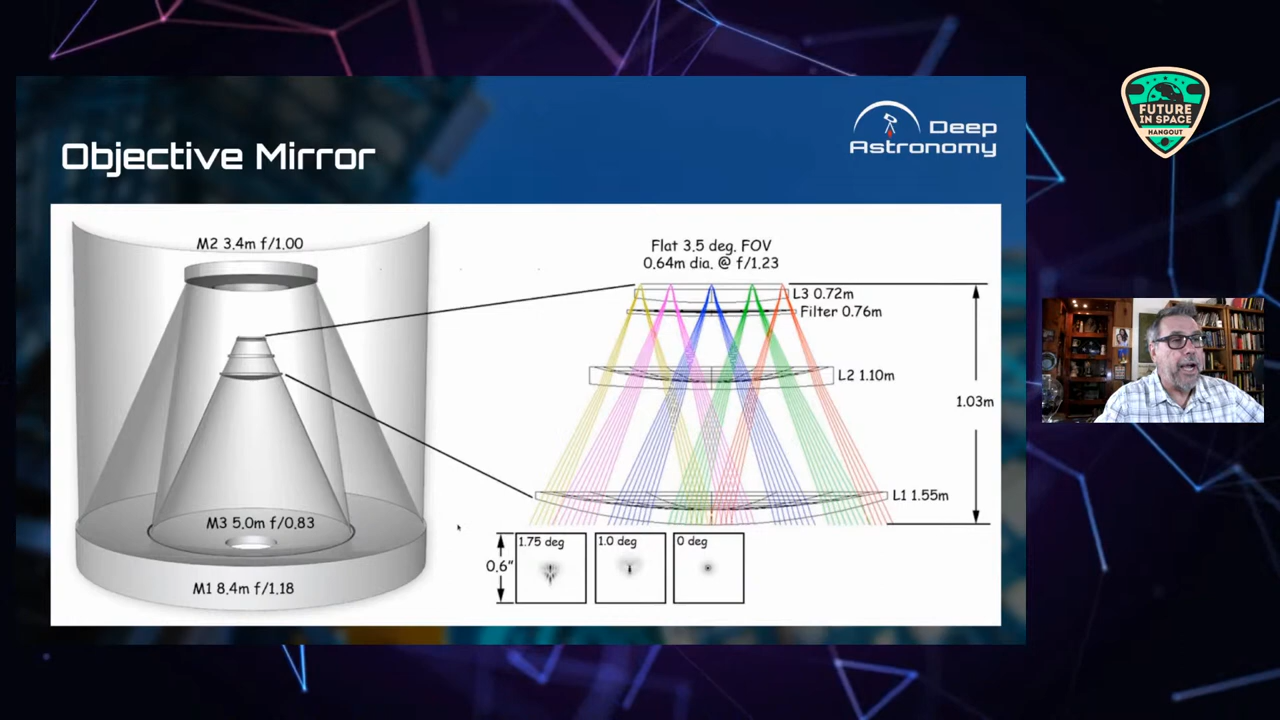 Deep
Astronomy
FUTURE
IN SPACE
HANGOUT
Objective Mirror
M2 3.4m f/1.00
M3 5.0m f/0.83
M1 8.4m f/1.18
Flat 3.5 deg. FOV
0.64m dia. @ f/1.23
L3 0.72m
Filter 0.76m
L2 1.10m
1.03m
L1 1.55m
0.6"
1.75 deg
1.0 deg
0 deg